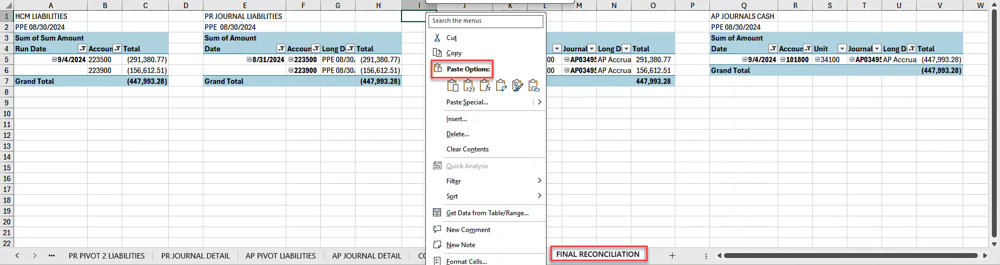 A B C D E F G H I J K L M N O P Q R S T U V W
1 HCM LIABILITIES PR JOURNAL LIABILITIES AP JOURNALS CASH
2 PPE 08/30/2024 PPE 08/30/2024 PPE 08/30/2024
3 Sum of Sum Amount Sum of Amount Sum of Amount
4 Run Date Accoun Total Date Accoun Long D Total Journal Long D Total Date Accoun Unit Journal Long D Total
5 9/4/2024 223500 (291,380.77) 8/31/2024 223500 PPE 08/30/ (291,380.77) 00 AP0349 AP Accrua 291,380.77 9/4/2024 101800 34100 AP0349 AP Accrua (447,993.28)
6 223900 (156,612.51) 223900 PPE 08/30/ (156,612.51) 00 AP0349 AP Accrua 156,612.51 Grand Total (447,993.28)
7 Grand Total (447,993.28) Grand Total (447,993.28) 447,993.28
8
9
10
11
12
13
14
15
16
17
18
19
20
21
22
Search the menus
Cut
Copy
Paste Options:
123 fx %
Paste Special...
Insert...
Delete...
Clear Contents
Quick Analysis
Filter
Sort
Get Data from Table/Range...
New Comment
New Note
Format Cells...
PR PIVOT 2 LIABILITIES PR JOURNAL DETAIL AP PIVOT LIABILITIES AP JOURNAL DETAIL FINAL RECONCILIATION